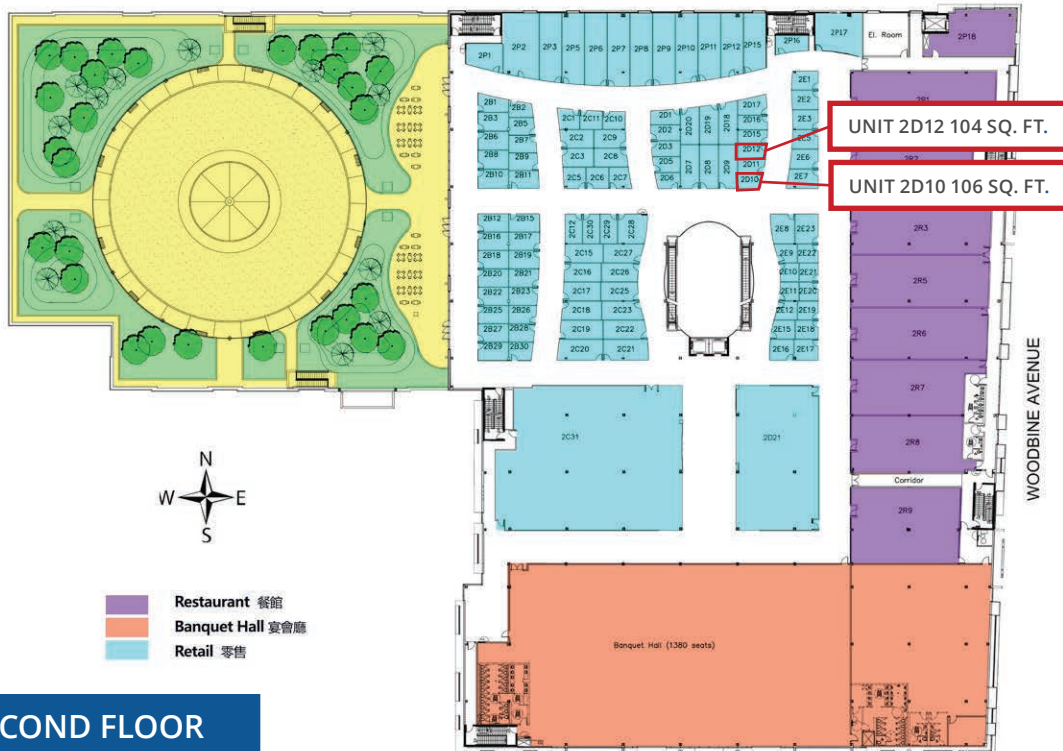 2P1
2P2
2P3
2P5
2P6
2P7
2P8
2P9
2P10
2P11
2P12
2P15
2P16
2P17
El. Room
2P18
2B1
2B2
2B3
2B5
2B6
2B7
2B8
2B9
2B10
2B11
2C1
2C11
2C10
2C2
2C9
2C3
2C8
2C5
2C6
2C7
2D1
2D2
2D3
2D5
2D6
2D20
2D19
2D18
2D7
2D8
2D9
2D17
2D16
2D15
2D12
2D11
2D10
2E1
2E2
2E3
2E5
2E6
2E7
2R1
2R2
UNIT 2D12 104 SQ. FT.
UNIT 2D10 106 SQ. FT.
2B12
2B15
2B16
2B17
2B18
2B19
2B20
2B21
2B22
2B23
2B25
2B26
2B27
2B28
2B29
2B30
2C12
2C30
2C29
2C28
2C15
2C27
2C16
2C26
2C17
2C25
2C18
2C23
2C19
2C22
2C20
2C21
2E8
2E23
2E9
2E22
2E10
2E21
2E11
2E20
2E12
2E19
2E15
2E18
2E16
2E17
2R3
2R5
2R6
2R7
2R8
WOODBINE AVENUE
2C31
2D21
Corridor
2R9
N
W
E
S
Restaurant 餐館
Banquet Hall 宴會廳
Retail 零售
Banquet Hall (1380 seats)
COND FLOOR